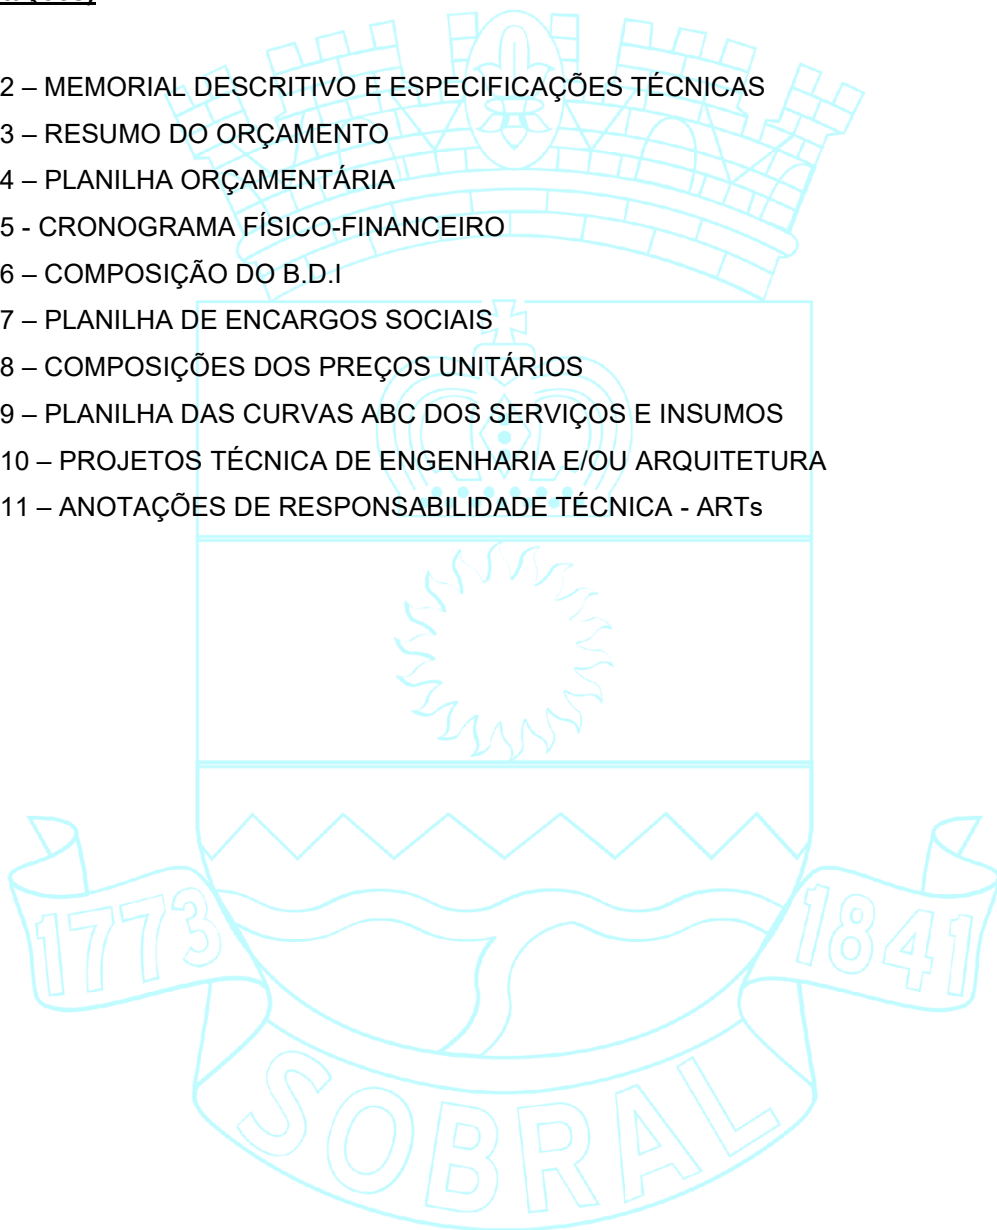 2 – MEMORIAL DESCRITIVO E ESPECIFICAÇÕES TÉCNICAS
3 – RESUMO DO ORÇAMENTO
4 – PLANILHA ORÇAMENTÁRIA
5 - CRONOGRAMA FÍSICO-FINANCEIRO
6 – COMPOSIÇÃO DO B.D.I
7 – PLANILHA DE ENCARGOS SOCIAIS
8 – COMPOSIÇÕES DOS PREÇOS UNITÁRIOS
9 – PLANILHA DAS CURVAS ABC DOS SERVIÇOS E INSUMOS
10 – PROJETOS TÉCNICA DE ENGENHARIA E/OU ARQUITETURA
11 – ANOTAÇÕES DE RESPONSABILIDADE TÉCNICA - ARTs
1773 1841
SOBRAL